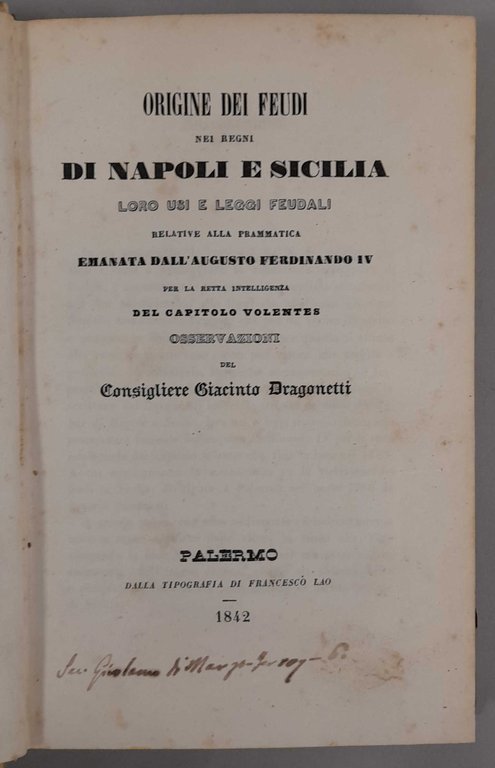 ORIGINE DEI FEUDI
NEI REGNI
DI NAPOLI E SICILIA
LORO USI E LEGGI FEUDALI
RELATIVE ALLA PRAMMATICA
EMANATA DALL'AUGUSTO FERDINANDO IV
PER LA RETTA INTELLIGENZA
DEL CAPITOLO VOLENTES
OSSERVAZIONI
DEL
Consigliere Giacinto Dragonetti
PALERMO
DALLA TIPOGRAFIA DI FRANCESCO LAO
1842